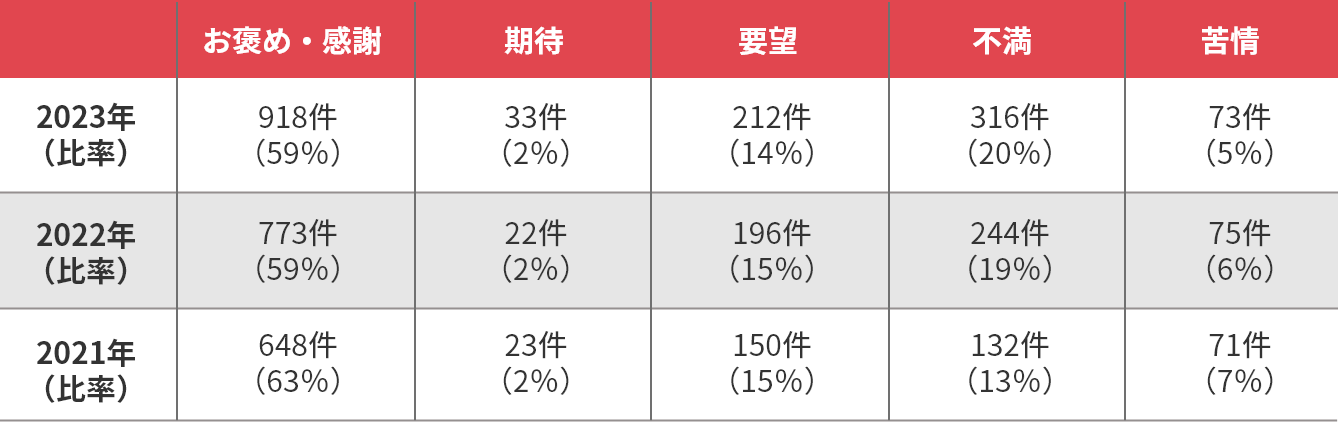 お褒め・感謝 期待 要望 不満 苦情
2023年 918件 33件 212件 316件 73件
（比率） （59%） （2%） （14%） （20%） （5%）
2022年 773件 22件 196件 244件 75件
（比率） （59%） （2%） （15%） （19%） （6%）
2021年 648件 23件 150件 132件 71件
（比率） （63%） （2%） （15%） （13%） （7%）